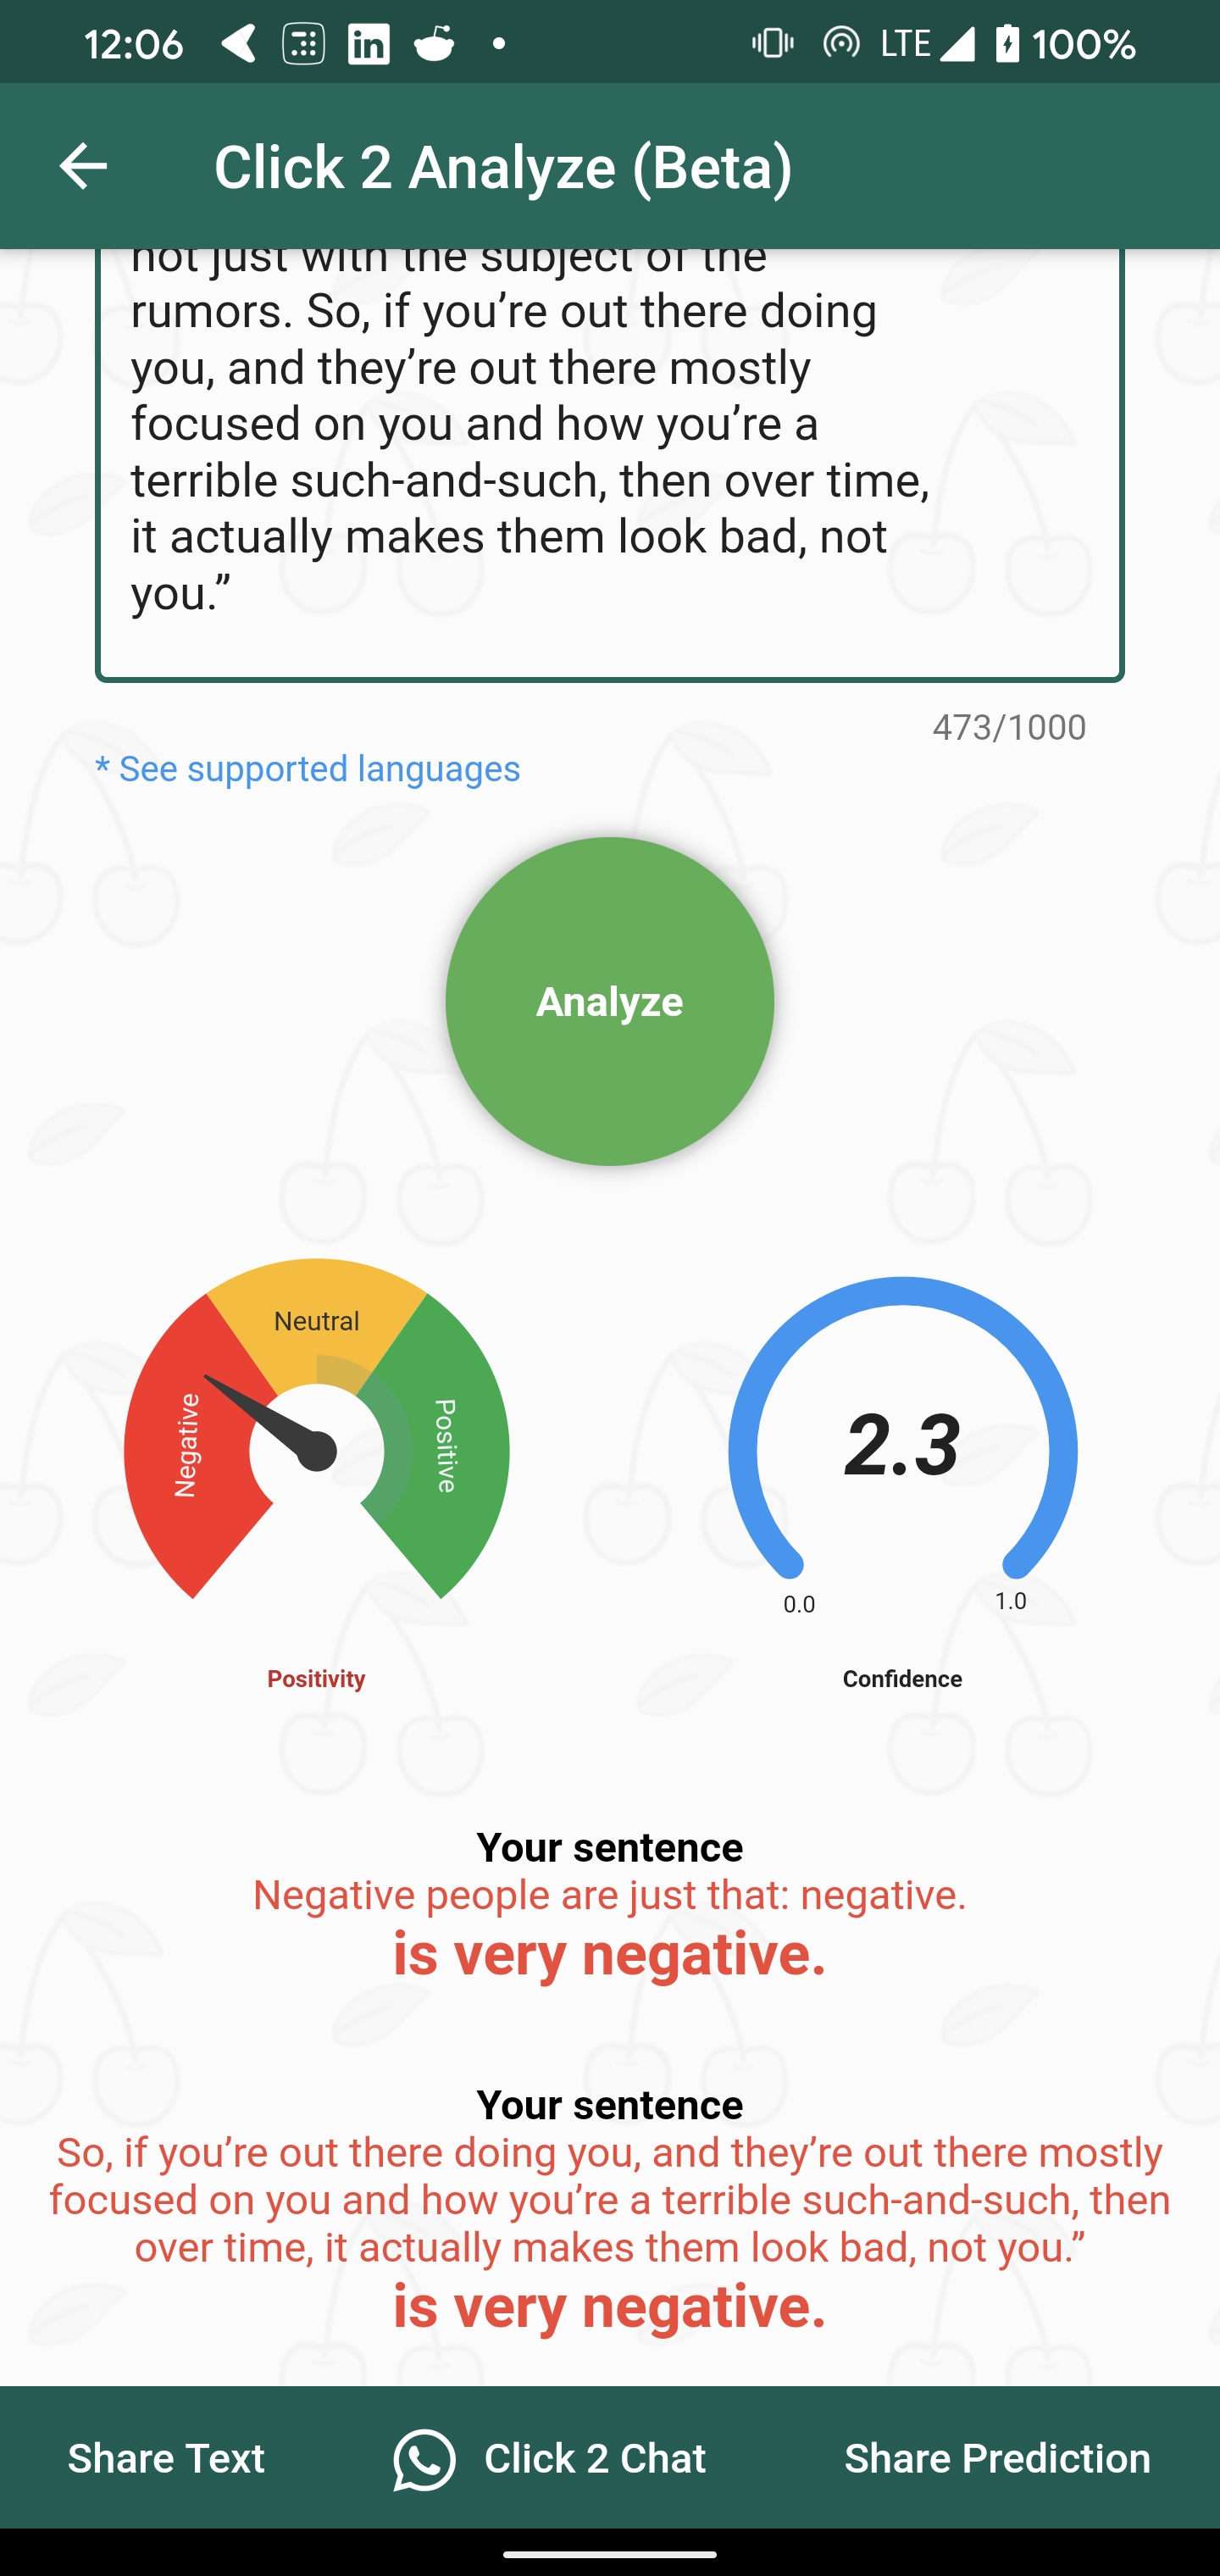 12:06
LTE
100%
Click 2 Analyze (Beta)
not just with the subject of the
rumors. So, if you’re out there doing
you, and they’re out there mostly
focused on you and how you’re a
terrible such-and-such, then over time,
it actually makes them look bad, not
you.”
473/1000
* See supported languages
Analyze
Neutral
Negative
Positive
2.3
0.0
1.0
Positivity
Confidence
Your sentence
Negative people are just that: negative.
is very negative.
Your sentence
So, if you’re out there doing you, and they’re out there mostly
focused on you and how you’re a terrible such-and-such, then
over time, it actually makes them look bad, not you.”
is very negative.
Share Text
Click 2 Chat
Share Prediction